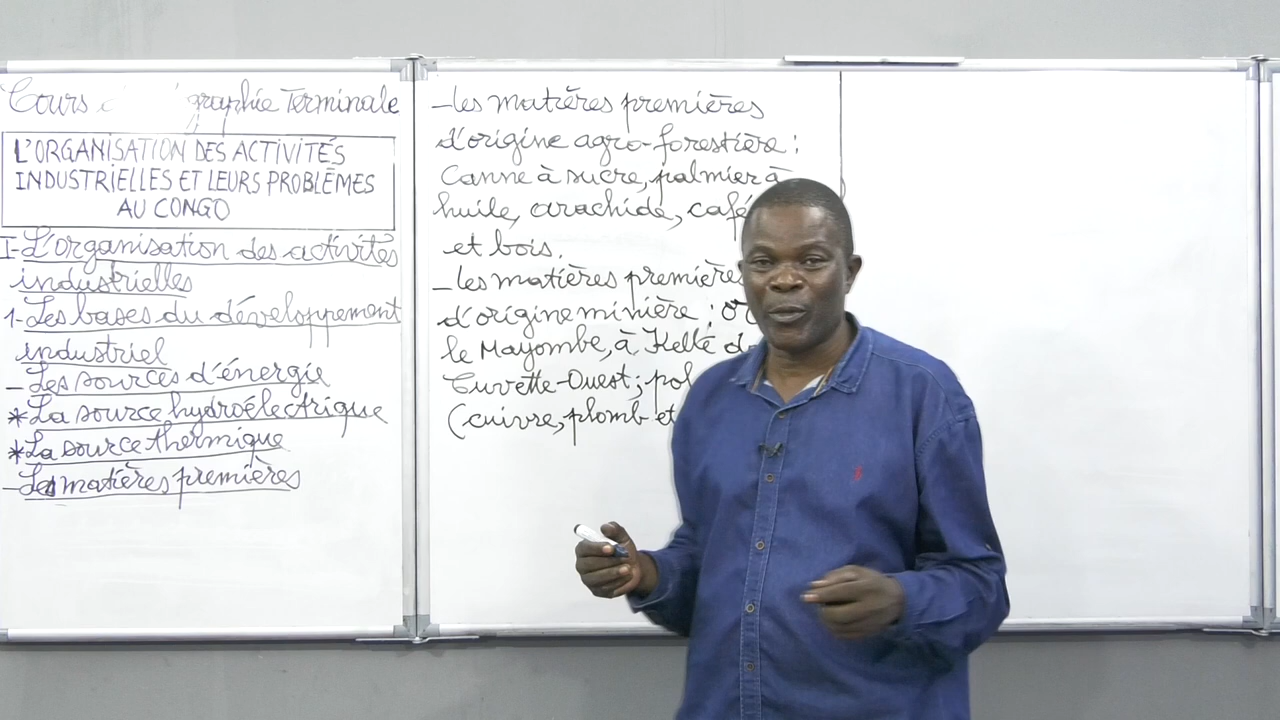 Cours graphie Terminale
L'ORGANISATION DES ACTIVITÉS
INDUSTRIELLES ET LEURS PROBLÈMES
AU CONGO
I-L'organisation des activités
industrielles
1-Les bases du développement
industriel
-Les sources d'énergie
*La source hydroélectrique
*La source thermique
-Les matières premières
-les matières premières
d'origine agro-forestière :
Canne à sucre, palmier à
huile, arachide, café
et bois.
-les matières premières
d'origine minière : or
le Mayombe, à Kellé
Cuvette-Ouest;
(cuivre, plomb et